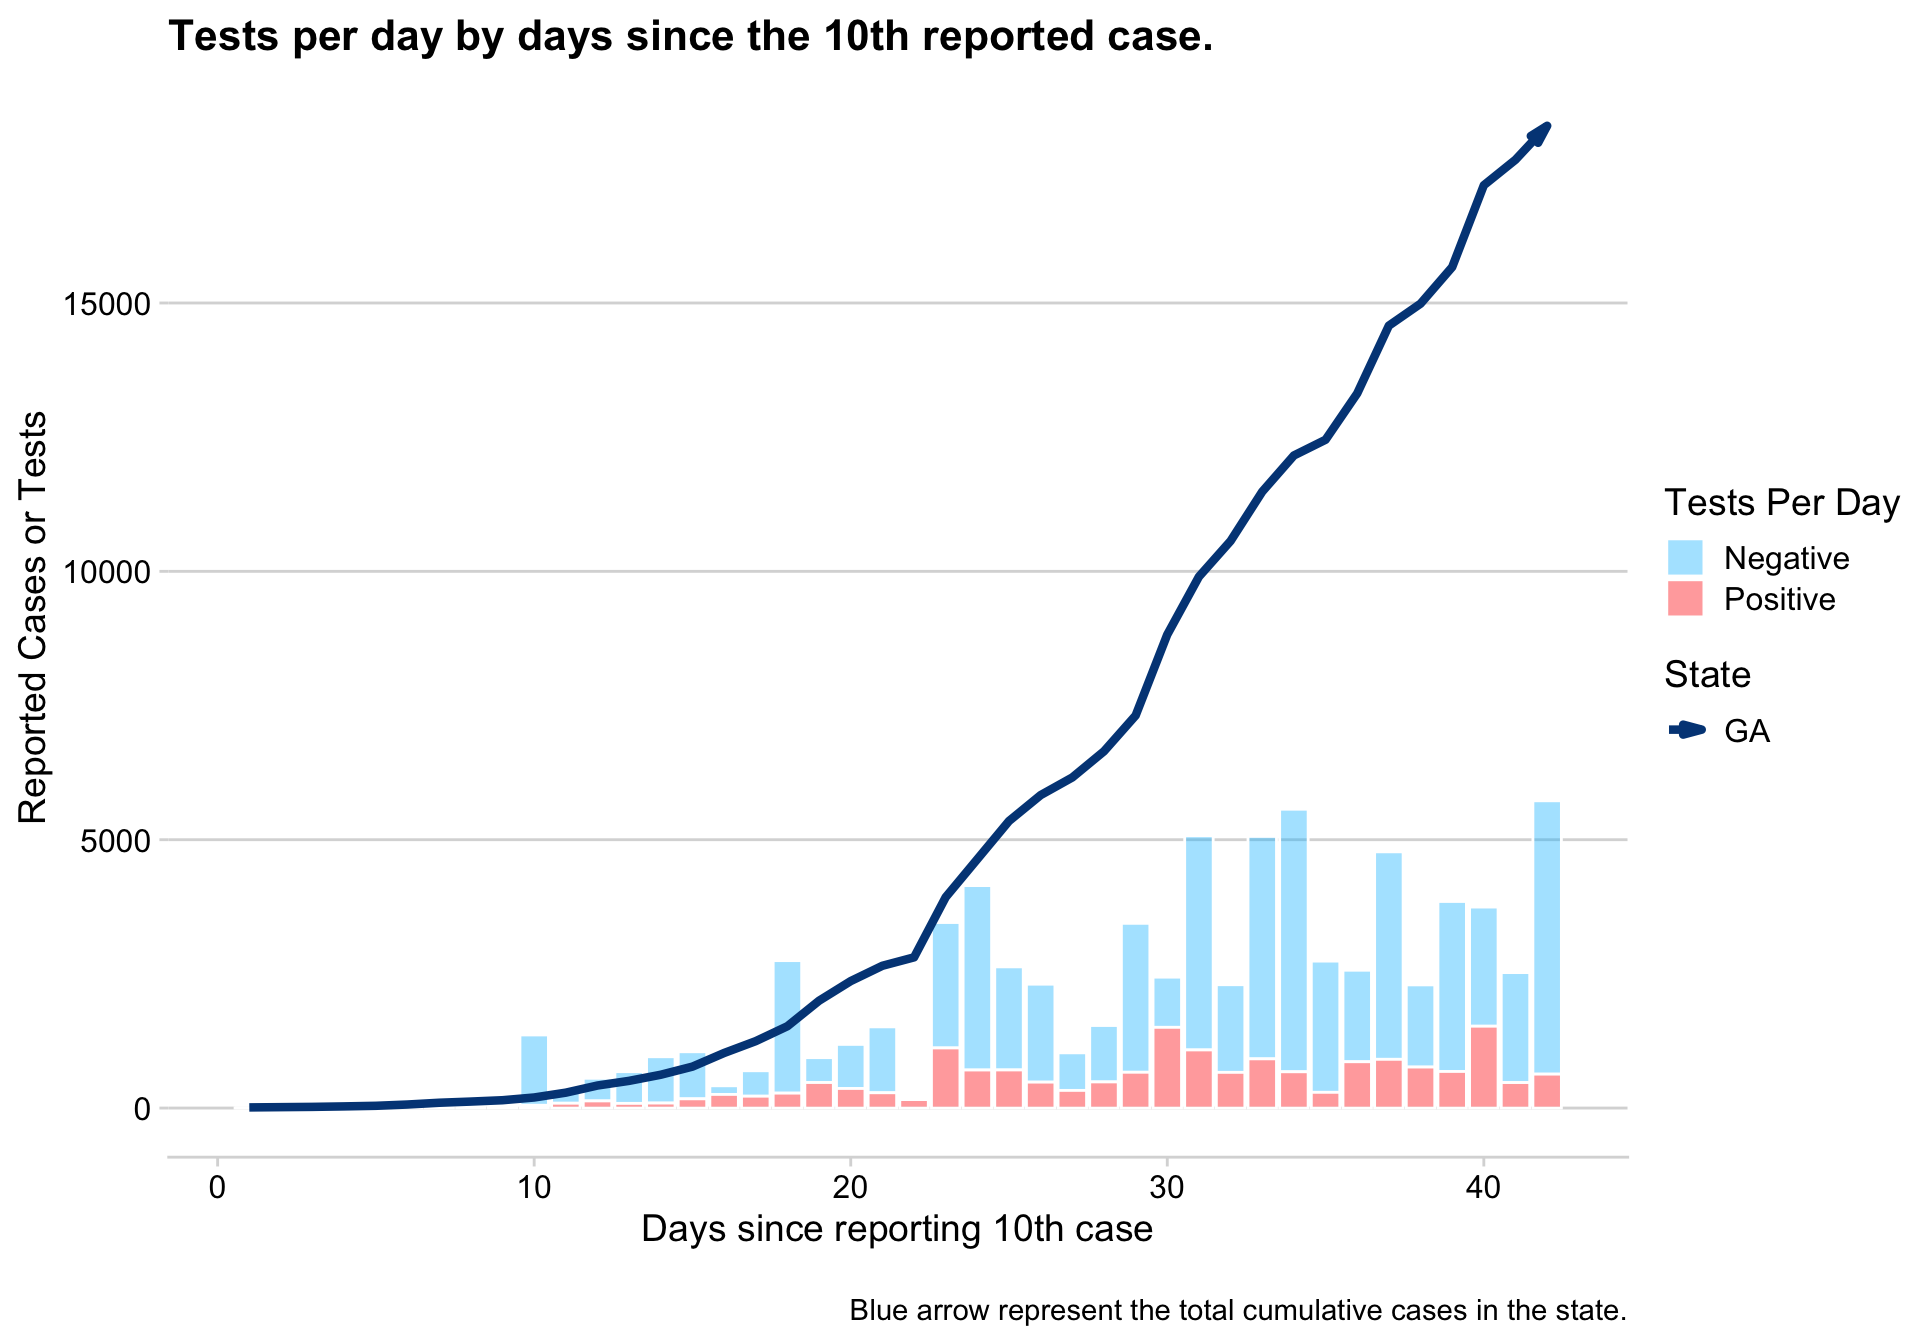 Tests per day by days since the 10th reported case.
Reported Cases or Tests
15000
10000
5000
0
0
10
20
30
40
Days since reporting 10th case
Tests Per Day
Negative
Positive
State
GA
Blue arrow represent the total cumulative cases in the state.